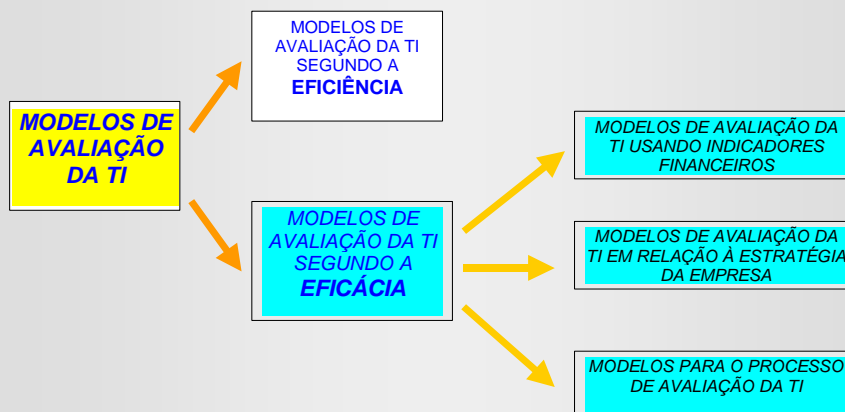 MODELOS DE
AVALIAÇÃO DA TI
SEGUNDO A
EFICIÊNCIA
MODELOS DE
AVALIAÇÃO
DA TI
MODELOS DE
AVALIAÇÃO DA TI
SEGUNDO A
EFICÁCIA
MODELOS DE AVALIAÇÃO DA
TI USANDO INDICADORES
FINANCEIROS
MODELOS DE AVALIAÇÃO DA
TI EM RELAÇÃO À ESTRATÉGIA
DA EMPRESA
MODELOS PARA O PROCESSO
DE AVALIAÇÃO DA TI